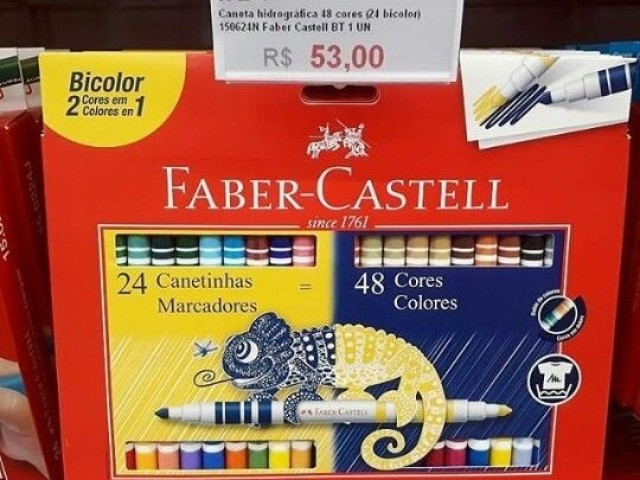 Caneta hidrográfica 48 cores (24 bicolor)
150624N Faber Castell BT 1 UN
R$ 53,00
Bicolor
2 Cores em 1
Colores en
FABER-CASTELL
since 1761
24 Canetinhas
Marcadores
=
48 Cores
Colores
FABER-CASTELL